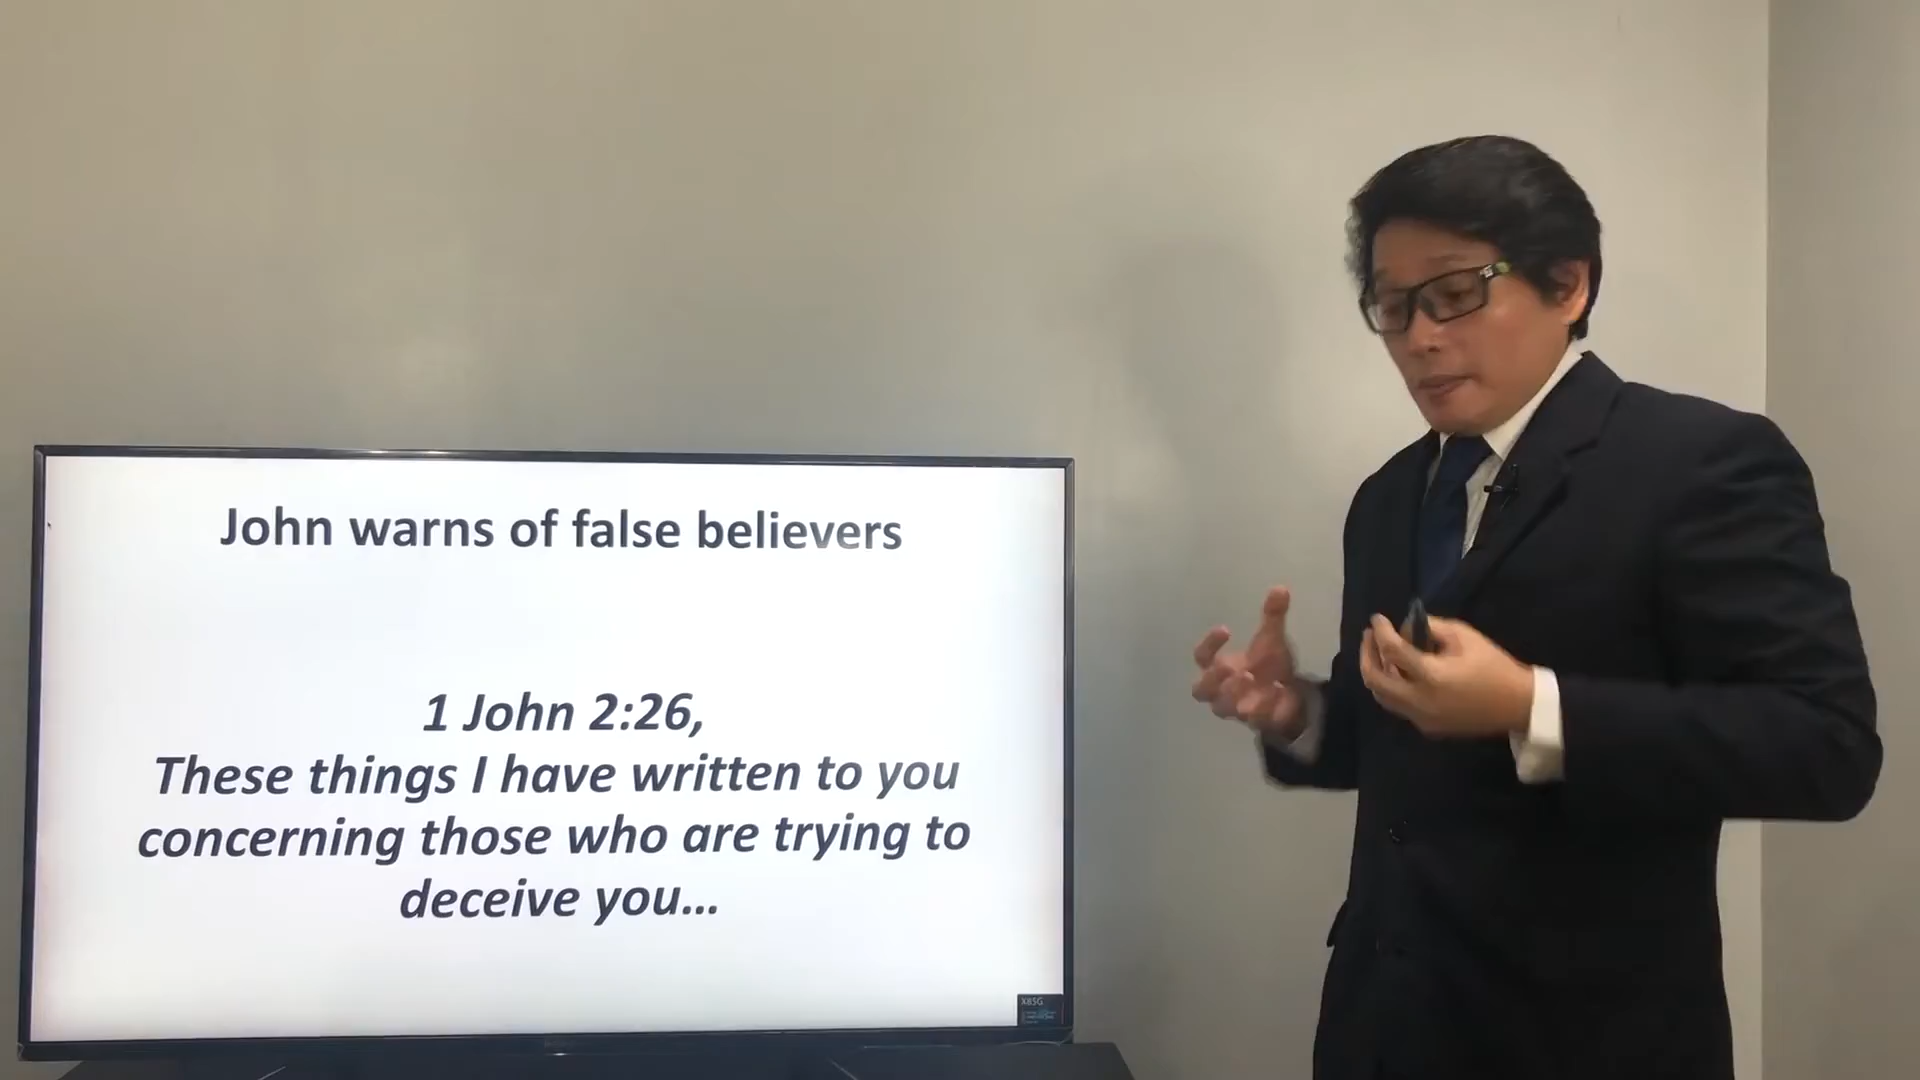 John warns of false believers
1 John 2:26,
These things I have written to you
concerning those who are trying to
deceive you...
X85G